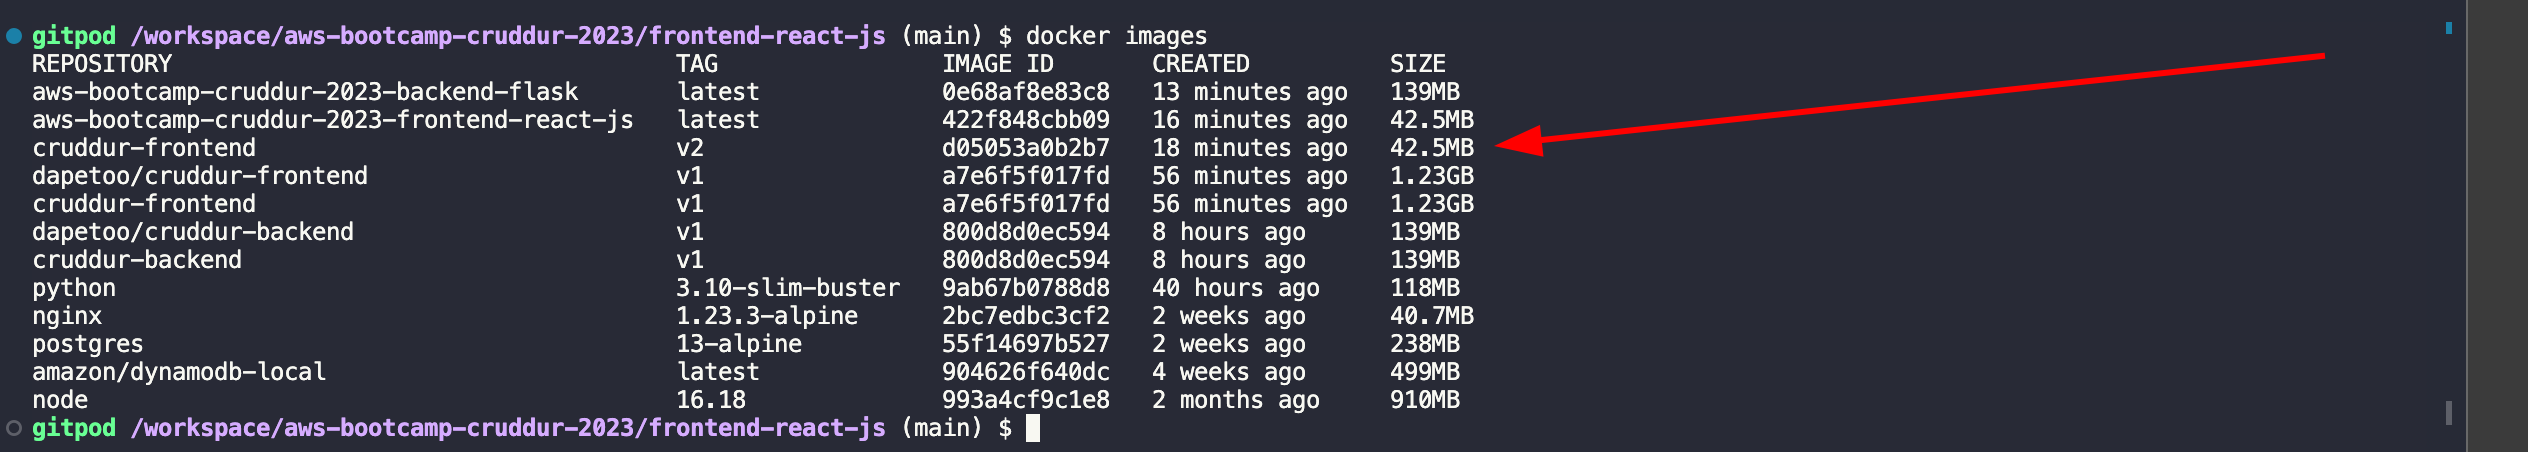 gitpod /workspace/aws-bootcamp-cruddur-2023/frontend-react-js (main) $ docker images
REPOSITORY TAG IMAGE ID CREATED SIZE
aws-bootcamp-cruddur-2023-backend-flask latest 0e68af8e83c8 13 minutes ago 139MB
aws-bootcamp-cruddur-2023-frontend-react-js latest 422f848cbb09 16 minutes ago 42.5MB
cruddur-frontend v2 d05053a0b2b7 18 minutes ago 42.5MB
dapetoo/cruddur-frontend v1 a7e6f5f017fd 56 minutes ago 1.23GB
cruddur-frontend v1 a7e6f5f017fd 56 minutes ago 1.23GB
dapetoo/cruddur-backend v1 800d8d0ec594 8 hours ago 139MB
cruddur-backend v1 800d8d0ec594 8 hours ago 139MB
python 3.10-slim-buster 9ab67b0788d8 40 hours ago 118MB
nginx 1.23.3-alpine 2bc7edbc3cf2 2 weeks ago 40.7MB
postgres 13-alpine 55f14697b527 2 weeks ago 238MB
amazon/dynamodb-local latest 904626f640dc 4 weeks ago 499MB
node 16.18 993a4cf9c1e8 2 months ago 910MB
gitpod /workspace/aws-bootcamp-cruddur-2023/frontend-react-js (main) $